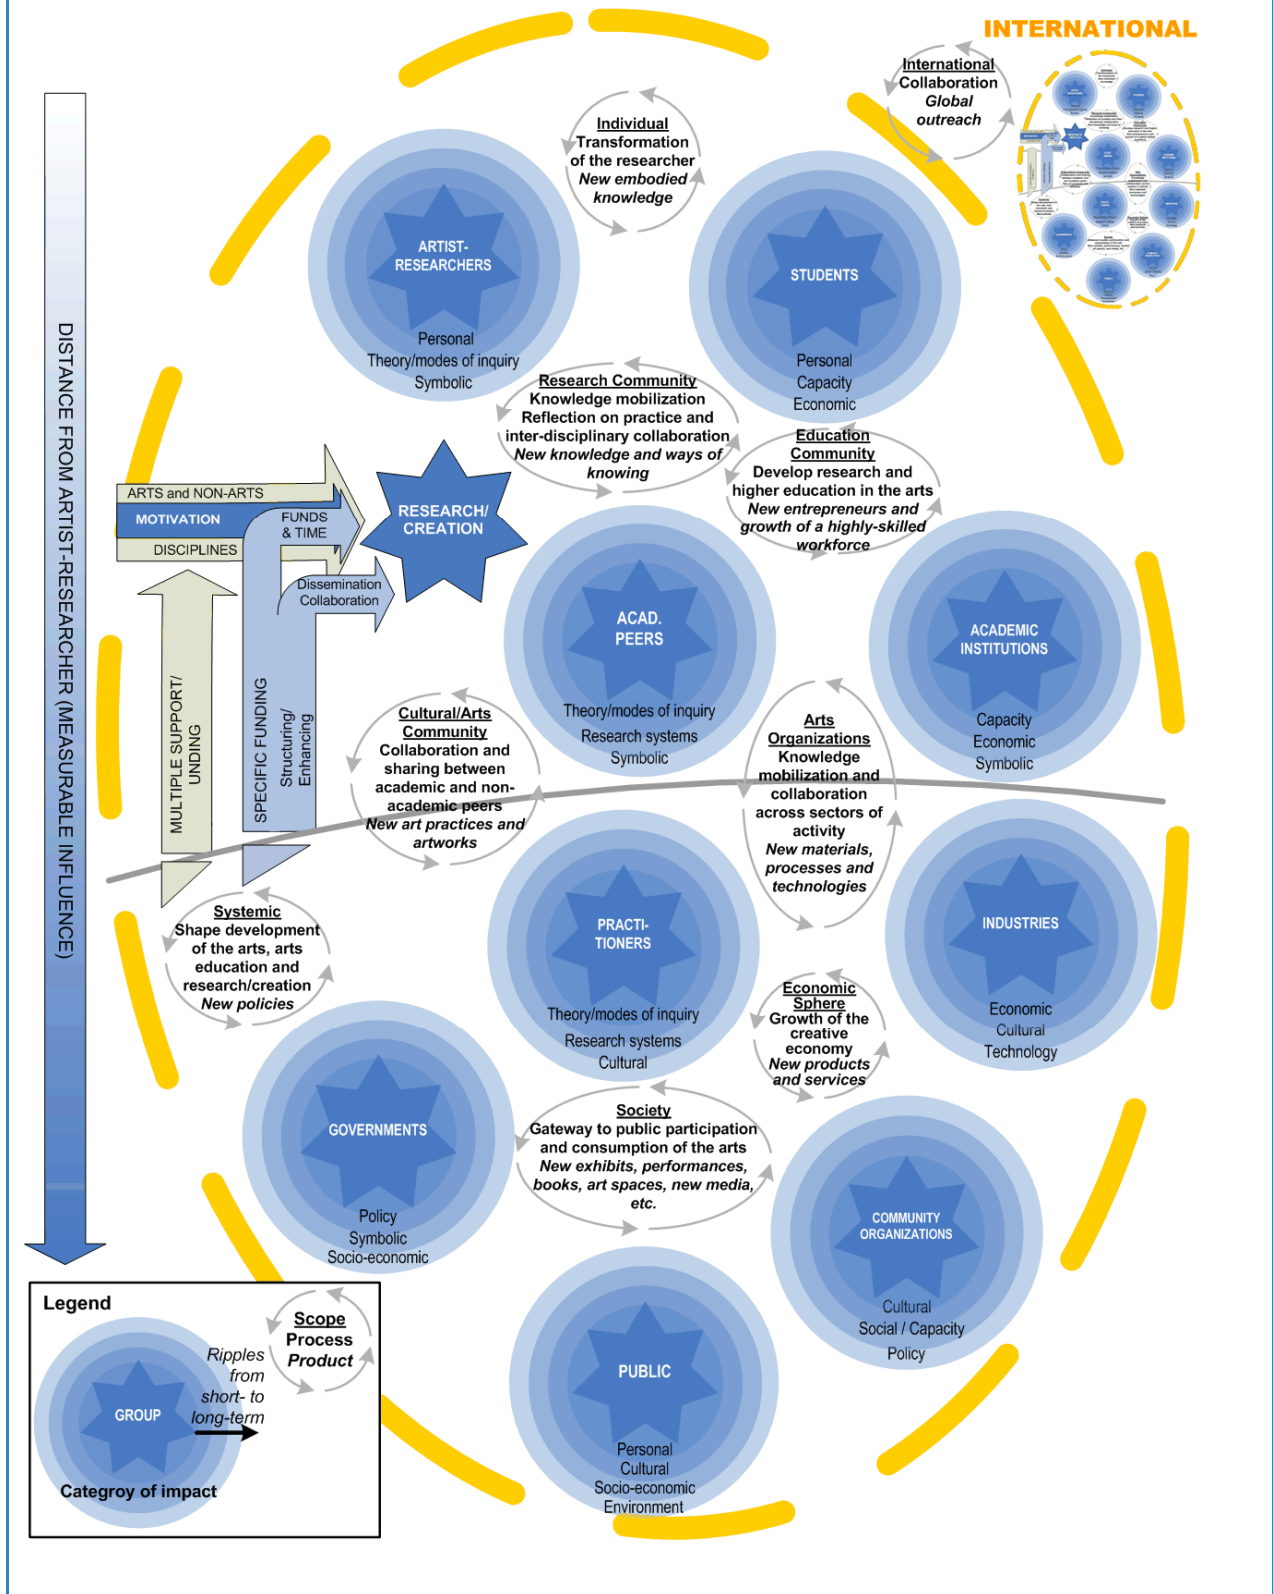 INTERNATIONAL
International
Collaboration
Global
outreach
Individual
Transformation
of the researcher
New embodied
knowledge
ARTIST-
RESEARCHERS
Personal
Theory/modes of inquiry
Symbolic
STUDENTS
Personal
Capacity
Economic
DISTANCE FROM ARTIST-RESEARCHER (MEASURABLE INFLUENCE)
Research Community
Knowledge mobilization
Reflection on practice and
inter-disciplinary collaboration
New knowledge and ways of
knowing
Education
Community
Develop research and
higher education in the arts
New entrepreneurs and
growth of a highly-skilled
workforce
ARTS and NON-ARTS
MOTIVATION
DISCIPLINES
FUNDS
& TIME
Dissemination
Collaboration
RESEARCH/
CREATION
MULTIPLE SUPPORT/
UNDING
SPECIFIC FUNDING
Structuring/
Enhancing
ACAD.
PEERS
Theory/modes of inquiry
Research systems
Symbolic
ACADEMIC
INSTITUTIONS
Capacity
Economic
Symbolic
Cultural/Arts
Community
Collaboration and
sharing between
academic and non-
academic peers
New art practices and
artworks
Arts
Organizations
Knowledge
mobilization and
collaboration
across sectors of
activity
New materials,
processes and
technologies
Systemic
Shape development
of the arts, arts
education and
research/creation
New policies
PRACTI-
TIONERS
Theory/modes of inquiry
Research systems
Cultural
INDUSTRIES
Economic
Cultural
Technology
Economic
Sphere
Growth of the
creative
economy
New products
and services
GOVERNMENTS
Policy
Symbolic
Socio-economic
Society
Gateway to public participation
and consumption of the arts
New exhibits, performances,
books, art spaces, new media,
etc.
COMMUNITY
ORGANIZATIONS
Cultural
Social / Capacity
Policy
PUBLIC
Personal
Cultural
Socio-economic
Environment
Legend
Scope
Process
Product
Ripples
from
short- to
long-term
GROUP
Categroy of impact